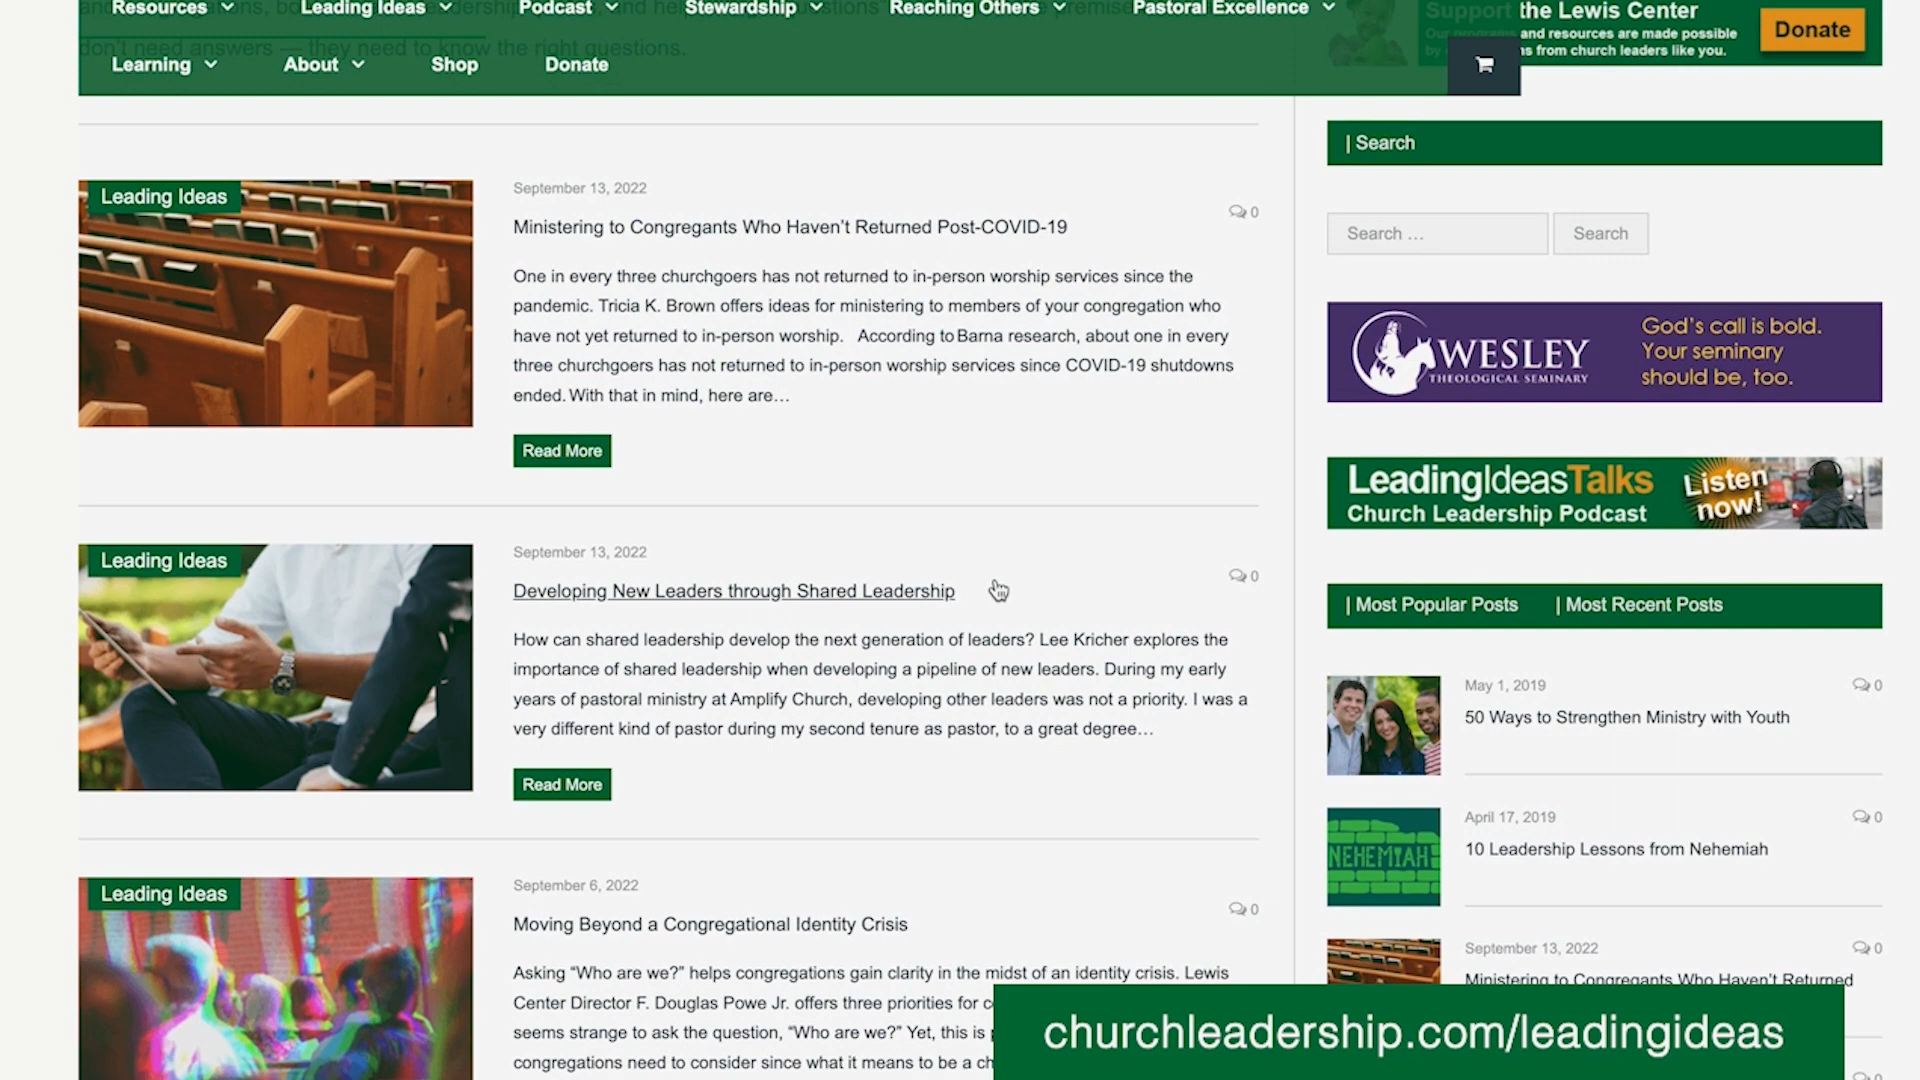 Resources
Leading Ideas
Podcast
Stewardship
Reaching Others
Pastoral Excellence
don't need answers — they need to know the right questions.
Learning
About
Shop
Donate
Support the Lewis Center
Our programs and resources are made possible
from church leaders like you.
Donate
Leading Ideas
September 13, 2022
0
Ministering to Congregants Who Haven't Returned Post-COVID-19
One in every three churchgoers has not returned to in-person worship services since the
pandemic. Tricia K. Brown offers ideas for ministering to members of your congregation who
have not yet returned to in-person worship. According to Barna research, about one in every
three churchgoers has not returned to in-person worship services since COVID-19 shutdowns
ended. With that in mind, here are…
Read More
Leading Ideas
September 13, 2022
0
Developing New Leaders through Shared Leadership
How can shared leadership develop the next generation of leaders? Lee Kricher explores the
importance of shared leadership when developing a pipeline of new leaders. During my early
years of pastoral ministry at Amplify Church, developing other leaders was not a priority. I was a
very different kind of pastor during my second tenure as pastor, to a great degree…
Read More
Leading Ideas
September 6, 2022
0
Moving Beyond a Congregational Identity Crisis
Asking “Who are we?” helps congregations gain clarity in the midst of an identity crisis. Lewis
Center Director F. Douglas Powe Jr. offers three priorities for
seems strange to ask the question, “Who are we?” Yet, this is
congregations need to consider since what it means to be a
| Search
Search …
Search
WESLEY
THEOLOGICAL SEMINARY
God's call is bold.
Your seminary
should be, too.
LeadingIdeasTalks
Church Leadership Podcast
Listen
now!
| Most Popular Posts
| Most Recent Posts
May 1, 2019
0
50 Ways to Strengthen Ministry with Youth
NEHEMIAH
April 17, 2019
0
10 Leadership Lessons from Nehemiah
September 13, 2022
0
Ministering to Congregants Who Haven't Returned
churchleadership.com/leadingideas